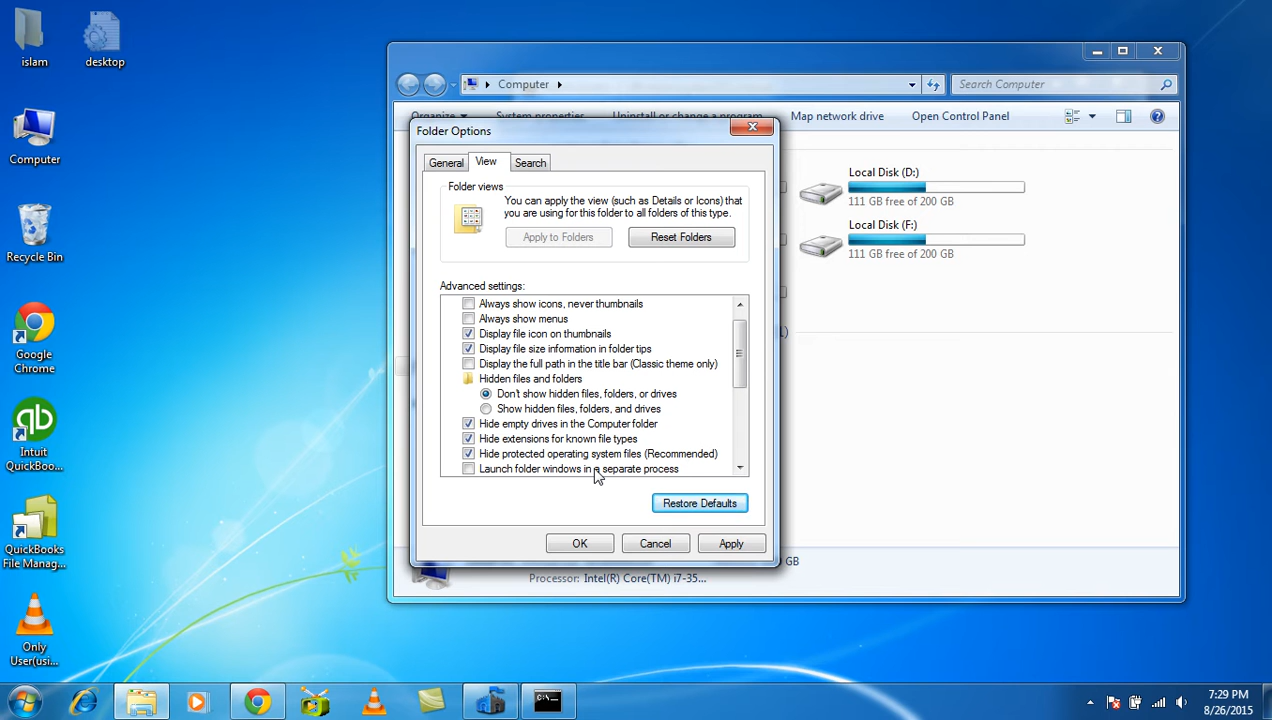 islam
desktop
Computer
Recycle Bin
Google
Chrome
Intuit
QuickBoo...
QuickBooks
File Manag...
Only
User(usi...
Computer
Search Computer
Organize
System properties
Uninstall or change a program
Map network drive
Open Control Panel
Folder Options
General
View
Search
Folder views
You can apply the view (such as Details or Icons) that
you are using for this folder to all folders of this type.
Apply to Folders
Reset Folders
Advanced settings:
Always show icons, never thumbnails
Always show menus
Display file icon on thumbnails
Display file size information in folder tips
Display the full path in the title bar (Classic theme only)
Hidden files and folders
Don't show hidden files, folders, or drives
Show hidden files, folders, and drives
Hide empty drives in the Computer folder
Hide extensions for known file types
Hide protected operating system files (Recommended)
Launch folder windows in a separate process
Restore Defaults
OK
Cancel
Apply
Local Disk (D:)
111 GB free of 200 GB
Local Disk (F:)
111 GB free of 200 GB
GB
Processor: Intel(R) Core(TM) i7-35...
C:\
7:29 PM
8/26/2015